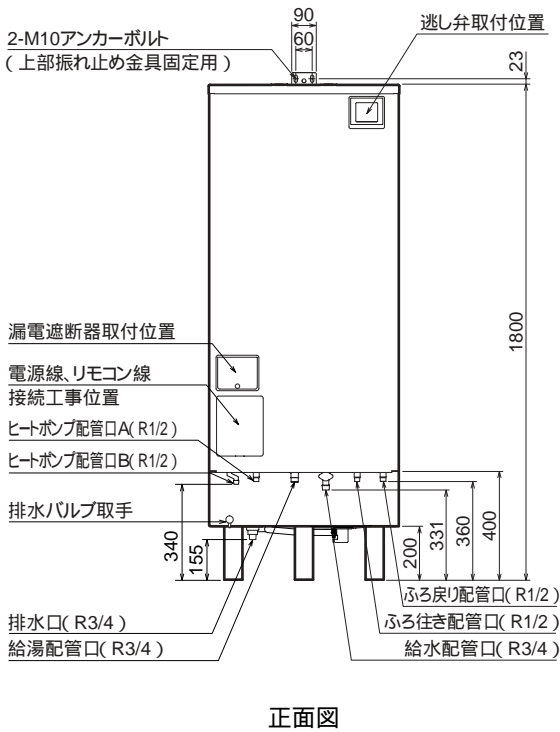 90
60
2-M10アンカーボルト
(上部振れ止め金具固定用)
逃し弁取付位置
23
1800
漏電遮断器取付位置
電源線、リモコン線
接続工事位置
ヒートポンプ配管口A(R1/2)
ヒートポンプ配管口B(R1/2)
排水バルブ取手
340
155
200
331
360
400
ふろ戻り配管口(R1/2)
排水口(R3/4)
ふろ往き配管口(R1/2)
給湯配管口(R3/4)
給水配管口(R3/4)
正面図